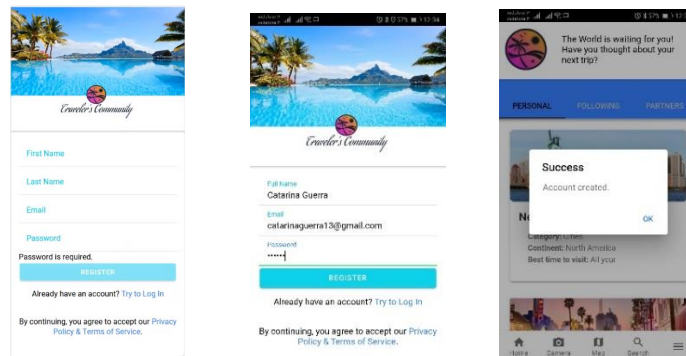 Traveler's Community
First Name
Last Name
Email
Password
Password is required.
REGISTER
Already have an account? Try to Log In
By continuing, you agree to accept our Privacy
Policy & Terms of Service.
57%
Traveler's Community
Full Name
Catarina Guerra
Email
catarinaguerra13@gmail.com
Password
••••••
REGISTER
Already have an account? Try to Log In
By continuing, you agree to accept our Privacy
Policy & Terms of Service.
57%
The World is waiting for you!
Have you thought about your
next trip?
PERSONAL FOLLOWING PARTNERS
Success
Account created.
OK
Ne
Category: Cities
Continent: North America
Best time to visit: All year
Home Camera Map Search